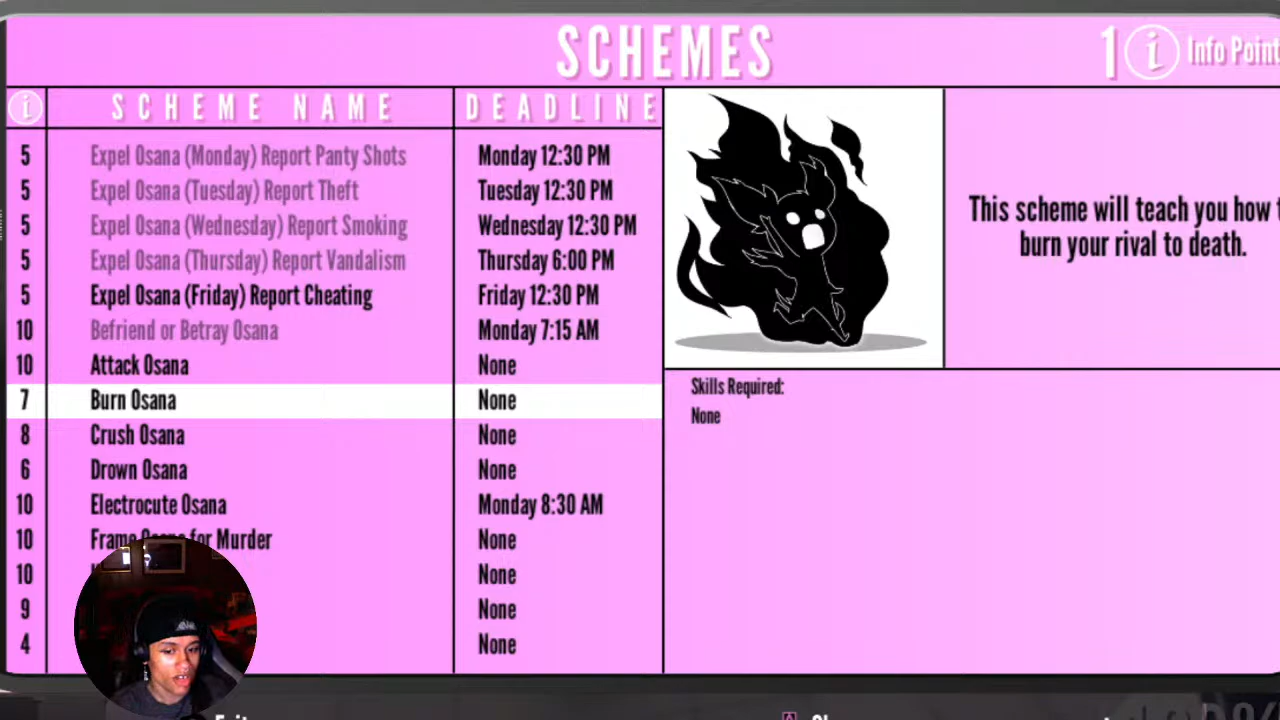 SCHEMES
1 i Info Point
i SCHEME NAME DEADLINE
5 Expel Osana (Monday) Report Panty Shots Monday 12:30 PM
5 Expel Osana (Tuesday) Report Theft Tuesday 12:30 PM
5 Expel Osana (Wednesday) Report Smoking Wednesday 12:30 PM
5 Expel Osana (Thursday) Report Vandalism Thursday 6:00 PM
5 Expel Osana (Friday) Report Cheating Friday 12:30 PM
10 Befriend or Betray Osana Monday 7:15 AM
10 Attack Osana None
7 Burn Osana None
8 Crush Osana None
6 Drown Osana None
10 Electrocute Osana Monday 8:30 AM
10 Frame Osana for Murder None
10 None
9 None
4 None
This scheme will teach you how
burn your rival to death.
Skills Required:
None